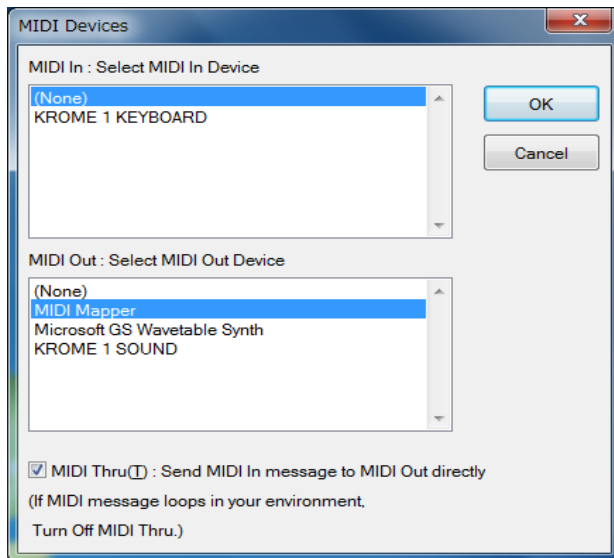 MIDI Devices
MIDI In : Select MIDI In Device
(None)
KROME 1 KEYBOARD
OK
Cancel
MIDI Out : Select MIDI Out Device
(None)
MIDI Mapper
Microsoft GS Wavetable Synth
KROME 1 SOUND
MIDI Thru(T) : Send MIDI In message to MIDI Out directly
(If MIDI message loops in your environment,
Turn Off MIDI Thru.)